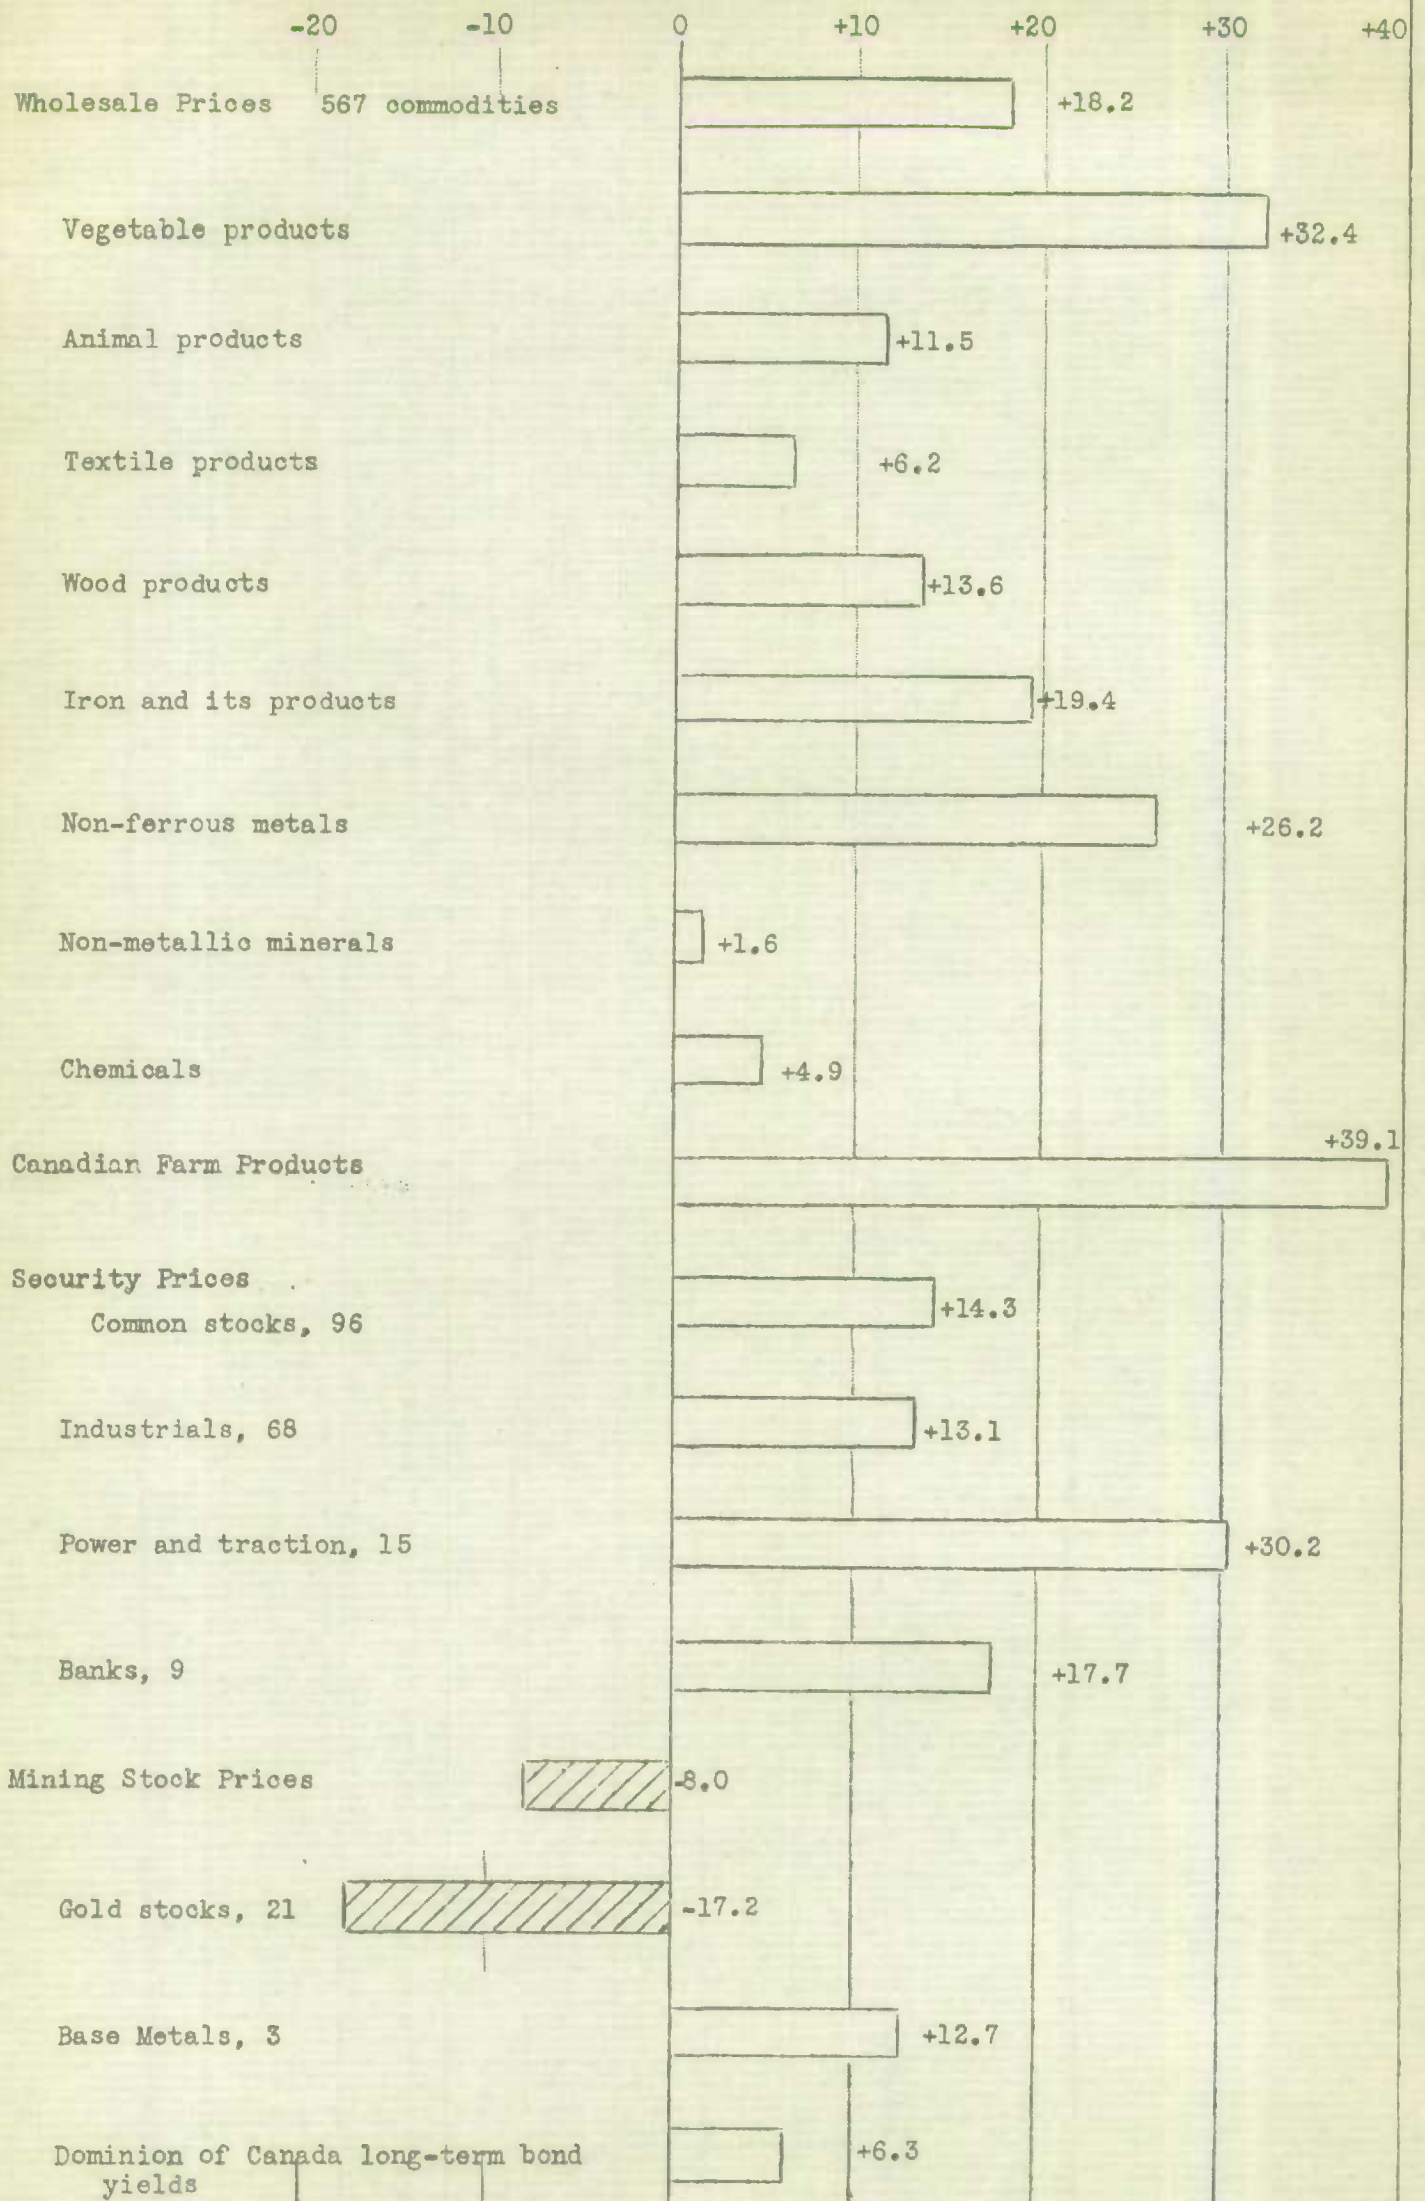 -20 -10 0 +10 +20 +30 +40
Wholesale Prices 567 commodities +18.2
Vegetable products +32.4
Animal products +11.5
Textile products +6.2
Wood products +13.6
Iron and its products +19.4
Non-ferrous metals +26.2
Non-metallic minerals +1.6
Chemicals +4.9
+39.1
Canadian Farm Products
Security Prices
Common stocks, 96 +14.3
Industrials, 68 +13.1
Power and traction, 15 +30.2
Banks, 9 +17.7
Mining Stock Prices -8.0
Gold stocks, 21 -17.2
Base Metals, 3 +12.7
Dominion of Canada long-term bond +6.3
yields